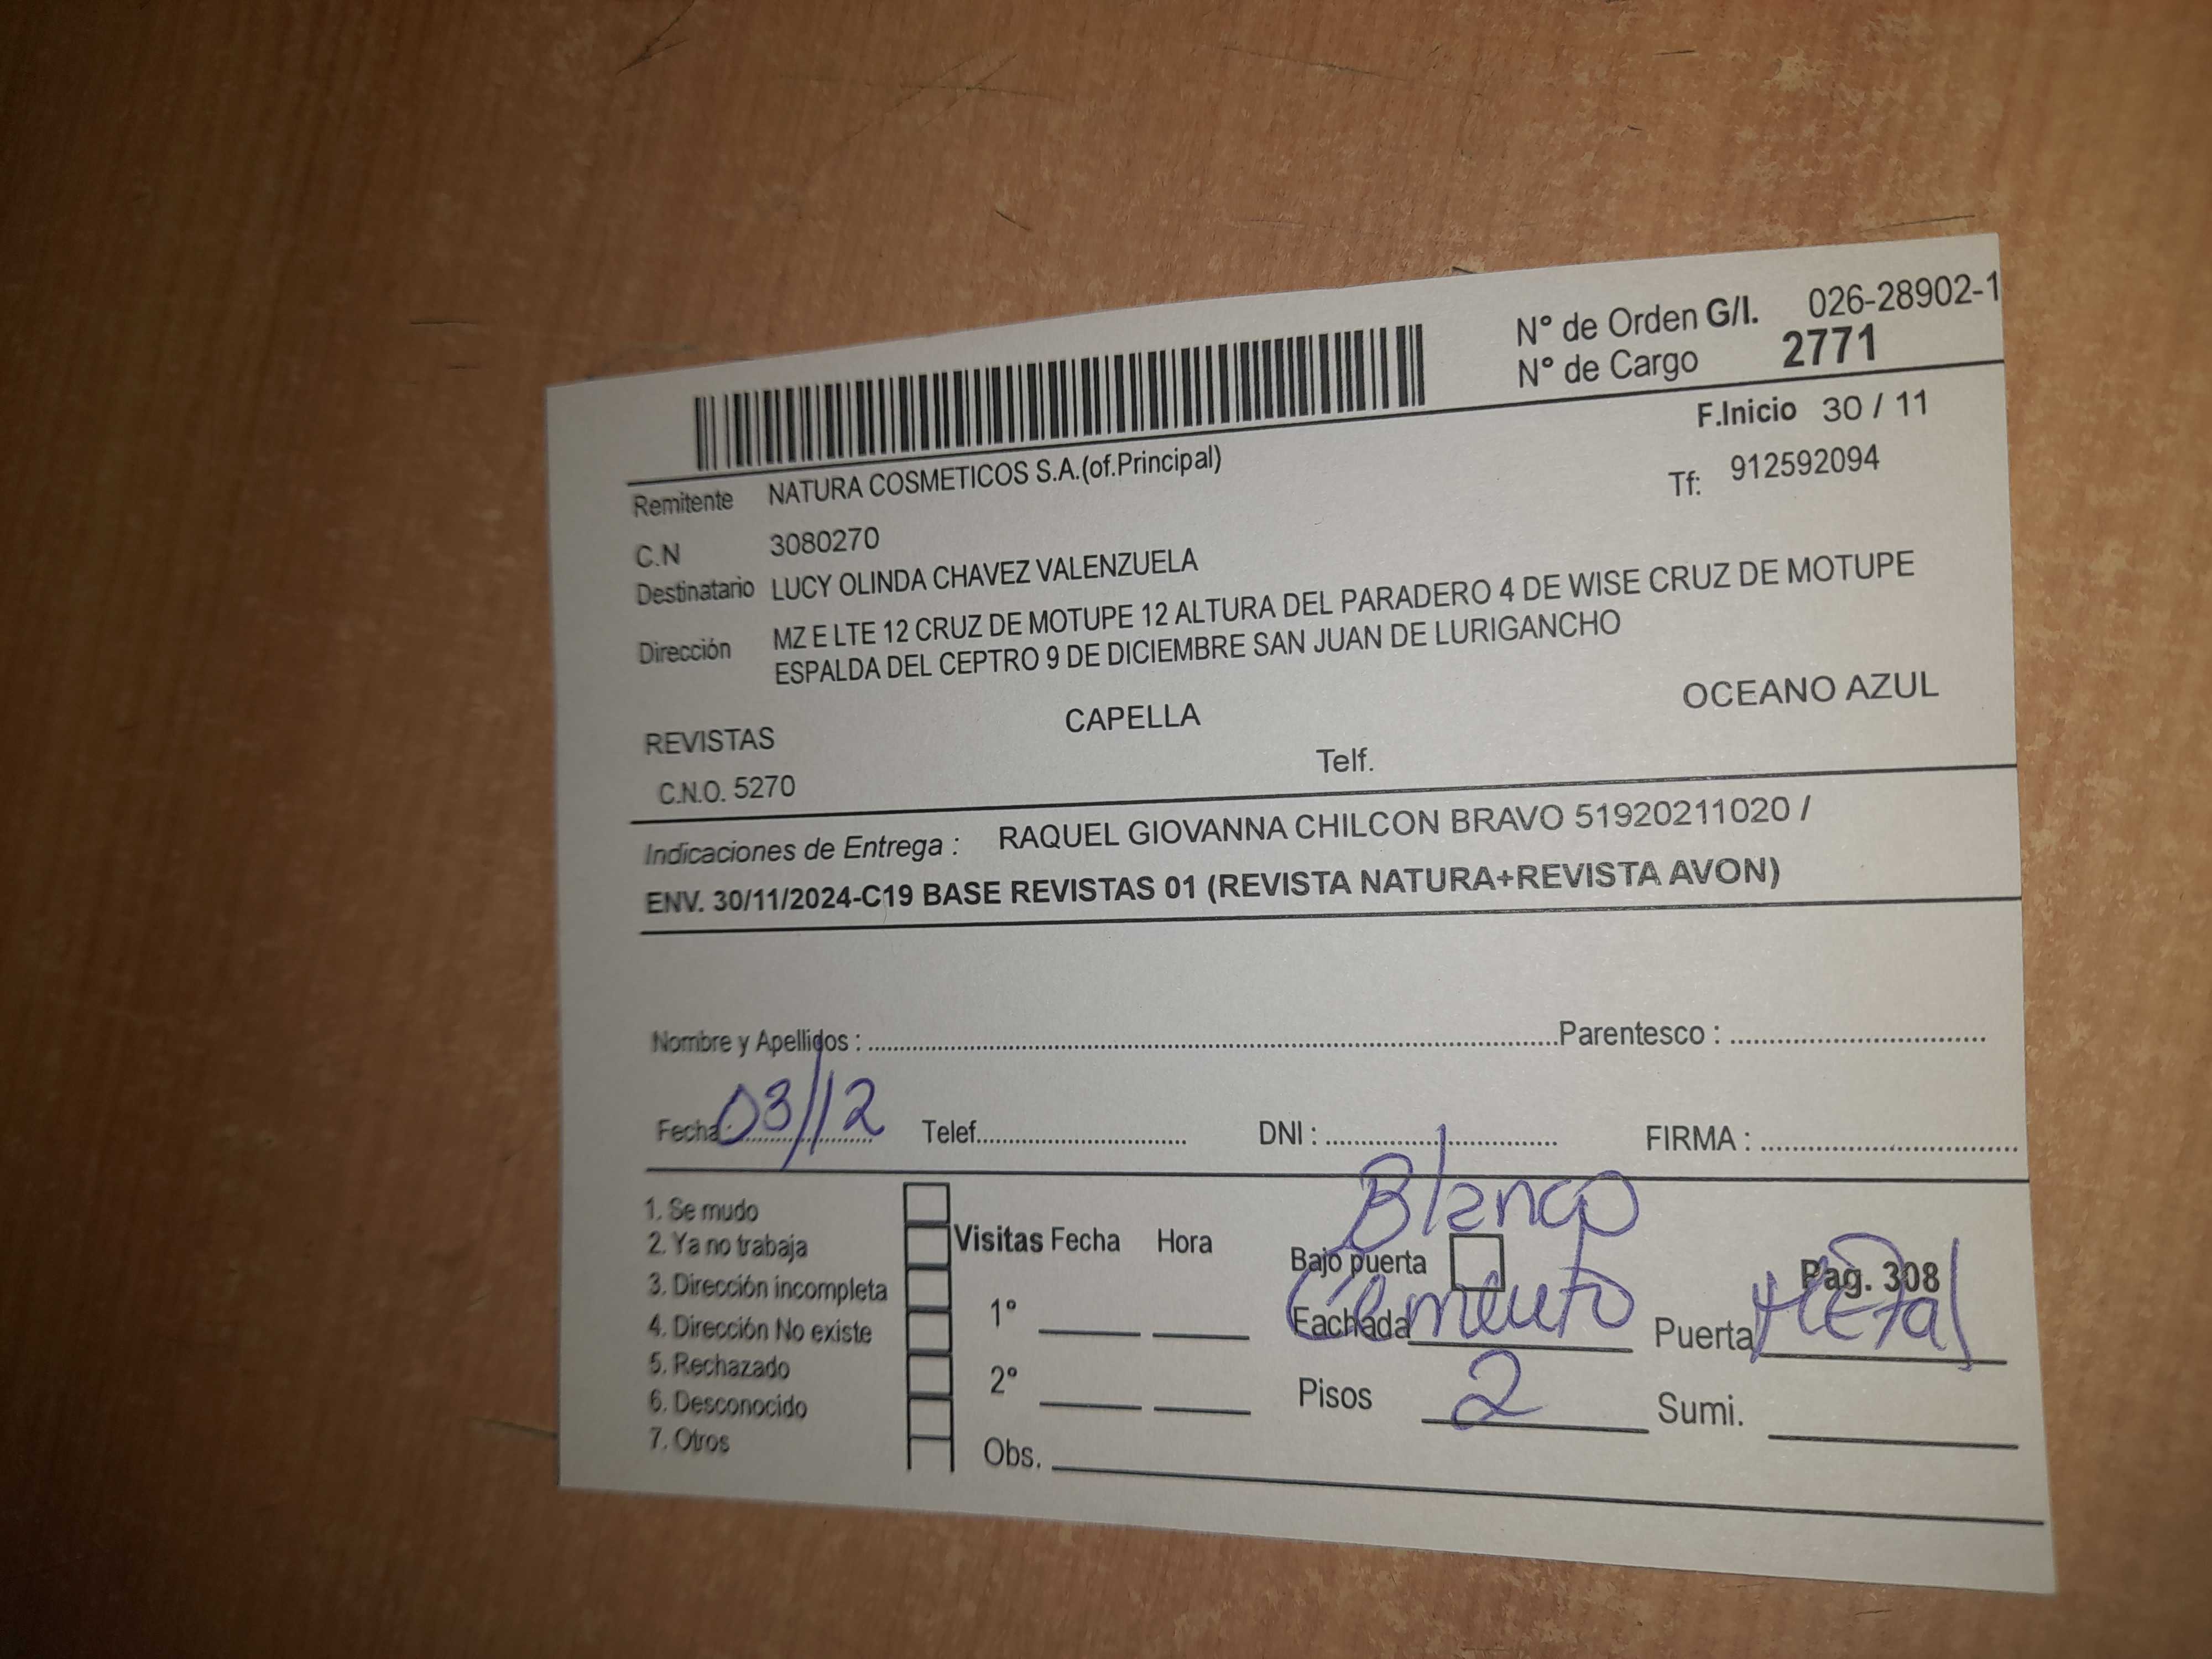 N° de Orden G/I. 026-28902-1
N° de Cargo 2771
F.Inicio 30 / 11
Remitente NATURA COSMETICOS S.A.(of.Principal)
Tf: 912592094
C.N 3080270
Destinatario LUCY OLINDA CHAVEZ VALENZUELA
Dirección MZ E LTE 12 CRUZ DE MOTUPE 12 ALTURA DEL PARADERO 4 DE WISE CRUZ DE MOTUPE
ESPALDA DEL CEPTRO 9 DE DICIEMBRE SAN JUAN DE LURIGANCHO
REVISTAS CAPELLA OCEANO AZUL
C.N.O. 5270 Telf.
Indicaciones de Entrega : RAQUEL GIOVANNA CHILCON BRAVO 51920211020 /
ENV. 30/11/2024-C19 BASE REVISTAS 01 (REVISTA NATURA+REVISTA AVON)
Nombre y Apellidos : Parentesco :
Fecha : 03/12 Telef. DNI : FIRMA :
1. Se mudo
2. Ya no trabaja
3. Dirección incompleta
4. Dirección No existe
5. Rechazado
6. Desconocido
7. Otros
Visitas Fecha Hora
1°
2°
Obs.
Blanco
Bajo puerta
Pag. 308
Fachada Cemento Puerta Metal
Pisos 2 Sumi.